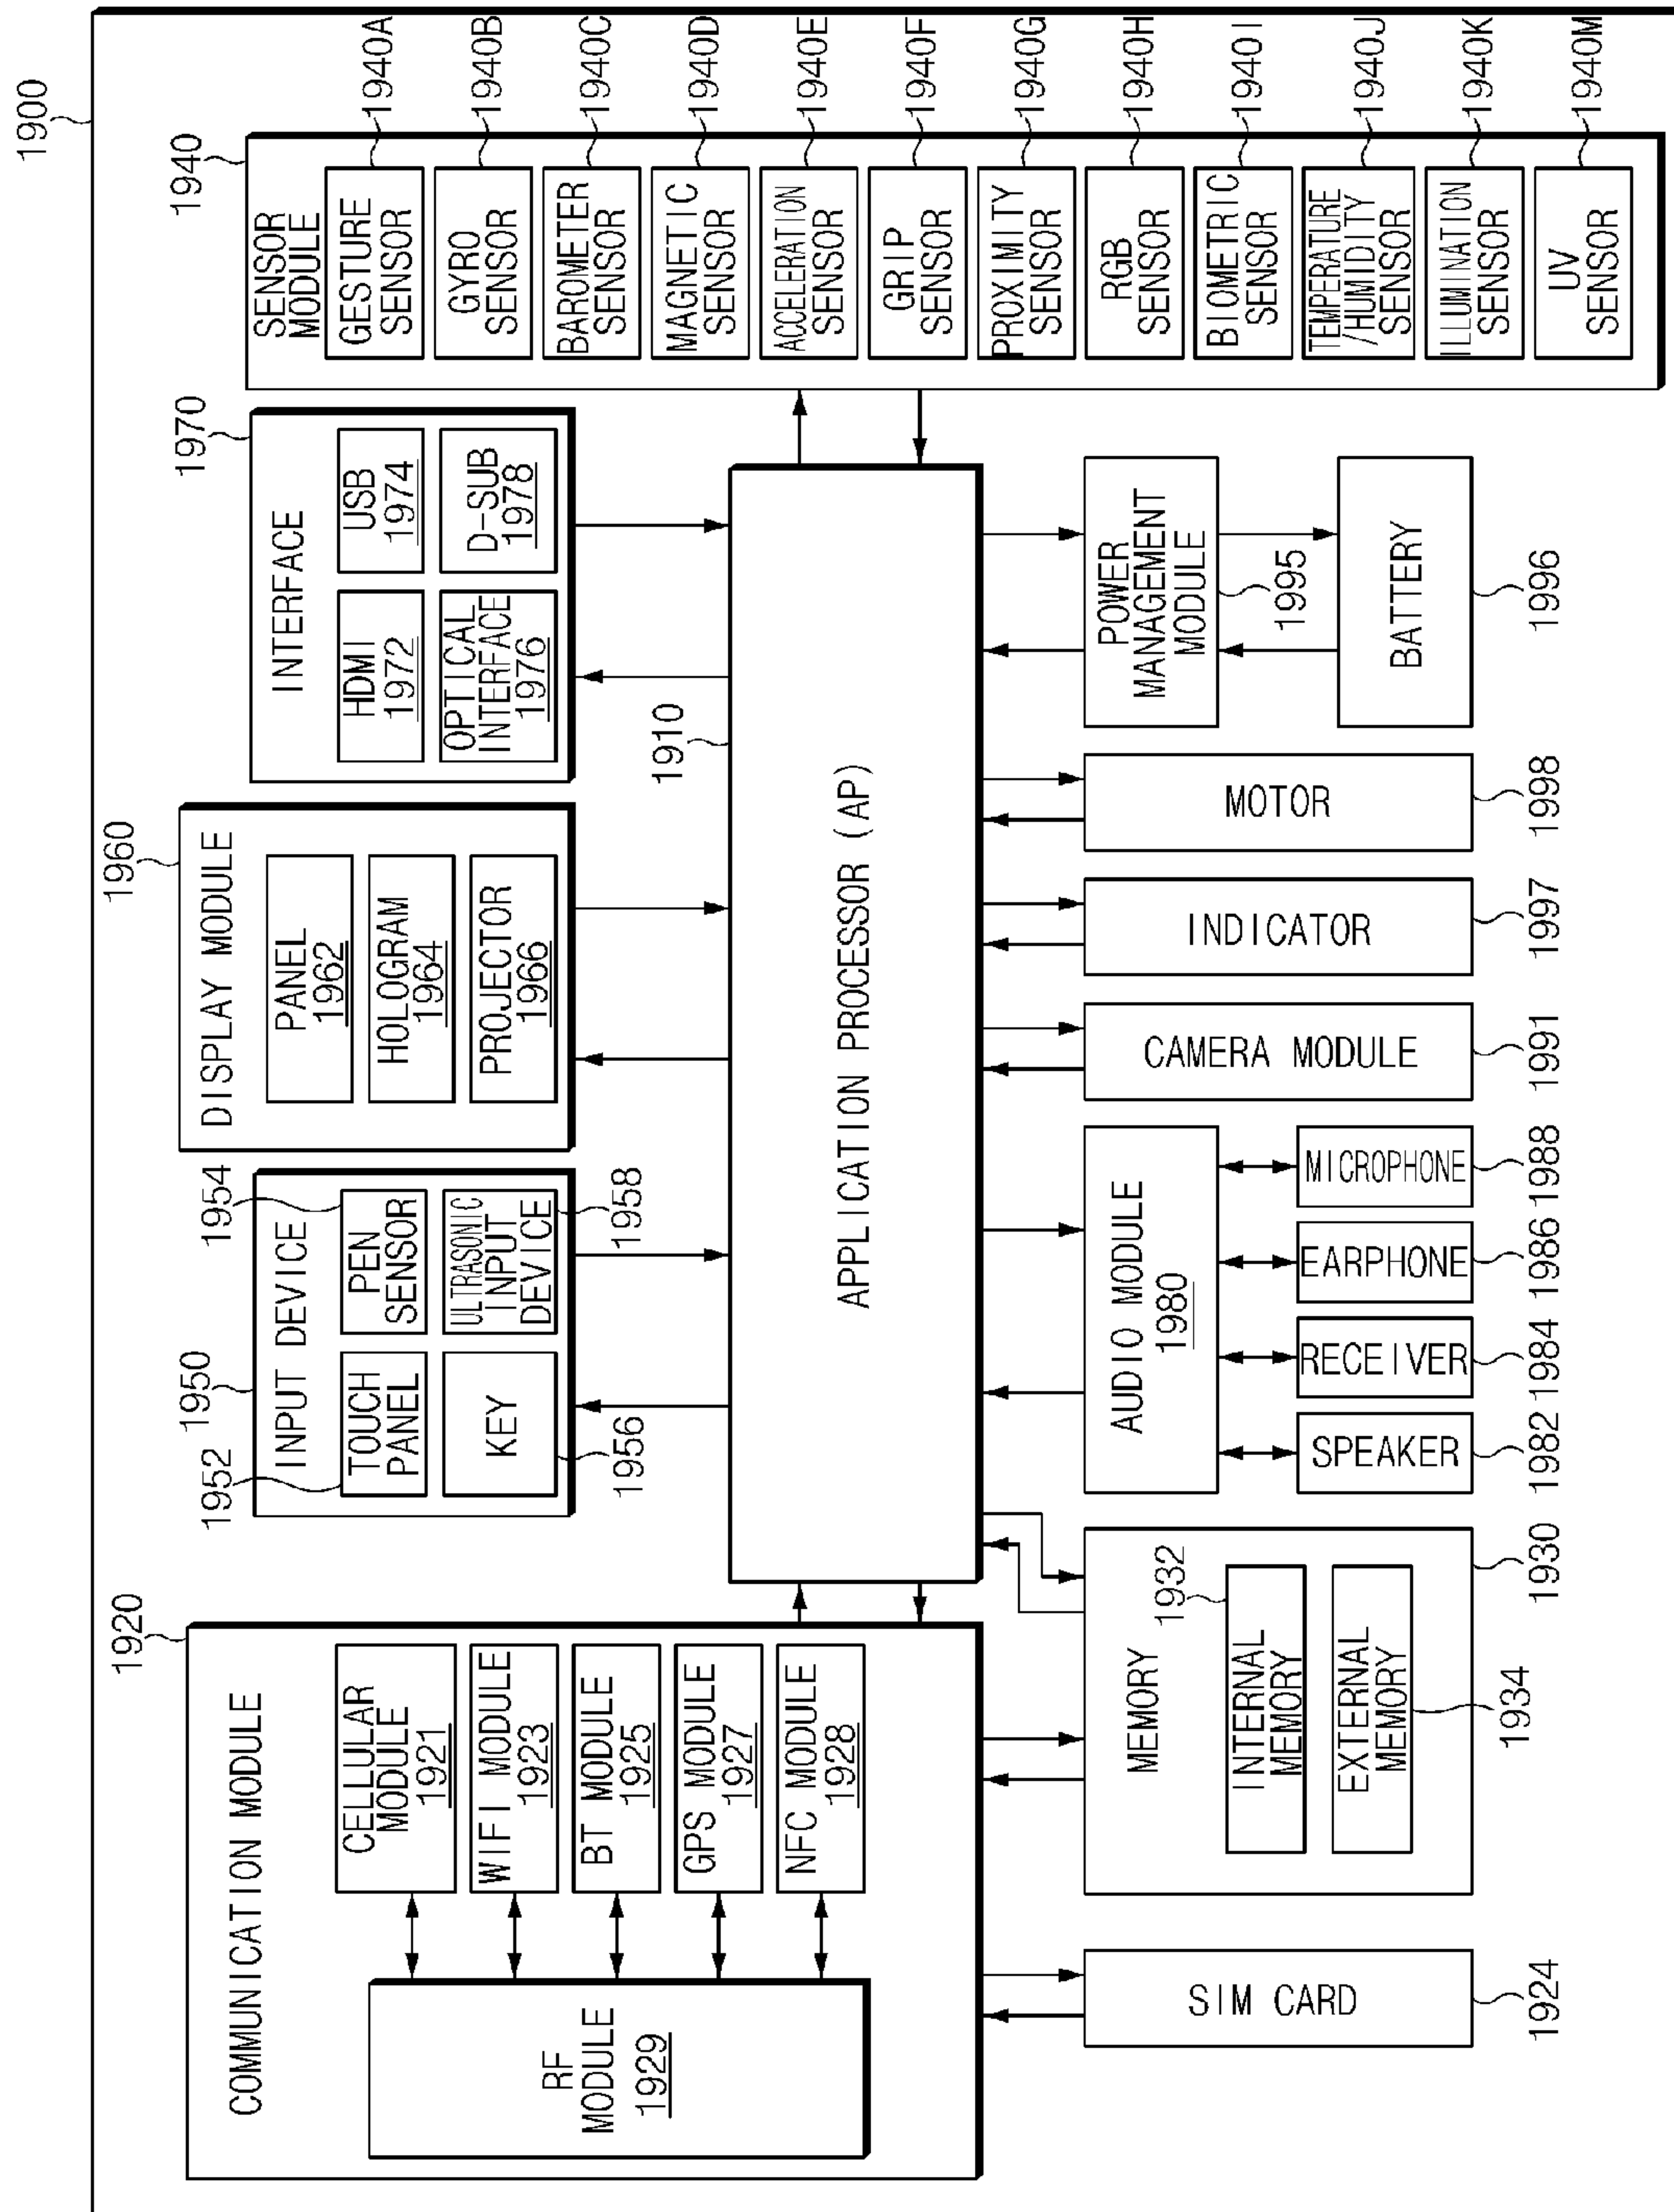 1900
1920
COMMUNICATION MODULE
RF
MODULE
1929
CELLULAR
MODULE
1921
WIFI MODULE
1923
BT MODULE
1925
GPS MODULE
1927
NFC MODULE
1928
1950
INPUT DEVICE
1952
TOUCH
PANEL
1954
PEN
SENSOR
KEY
1956
ULTRASONIC
INPUT
DEVICE
1958
1960
DISPLAY MODULE
PANEL
1962
HOLOGRAM
1964
PROJECTOR
1966
1970
INTERFACE
HDMI
1972
USB
1974
OPTICAL
INTERFACE
1976
D-SUB
1978
1940
SENSOR
MODULE
GESTURE
SENSOR
1940A
GYRO
SENSOR
1940B
BAROMETER
SENSOR
1940C
MAGNETIC
SENSOR
1940D
ACCELERATION
SENSOR
1940E
GRIP
SENSOR
1940F
PROXIMITY
SENSOR
1940G
RGB
SENSOR
1940H
BIOMETRIC
SENSOR
1940I
TEMPERATURE
/HUMIDITY
SENSOR
1940J
ILLUMINATION
SENSOR
1940K
UV
SENSOR
1940M
1910
APPLICATION PROCESSOR (AP)
SIM CARD
1924
MEMORY
1932
INTERNAL
MEMORY
EXTERNAL
MEMORY
1934
1930
AUDIO MODULE
1980
SPEAKER
1982
RECEIVER
1984
EARPHONE
1986
MICROPHONE
1988
CAMERA MODULE
1991
INDICATOR
1997
MOTOR
1998
POWER
MANAGEMENT
MODULE
1995
BATTERY
1996